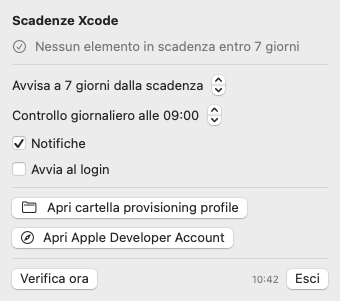 Scadenze Xcode
Nessun elemento in scadenza entro 7 giorni
Avvisa a 7 giorni dalla scadenza
Controllo giornaliero alle 09:00
Notifiche
Avvia al login
Apri cartella provisioning profile
Apri Apple Developer Account
Verifica ora 10:42 Esci